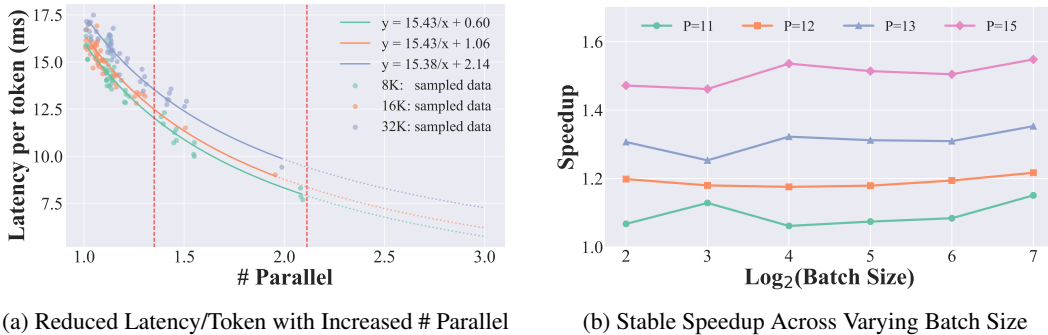 y = 15.43/x + 0.60
y = 15.43/x + 1.06
y = 15.38/x + 2.14
8K: sampled data
16K: sampled data
32K: sampled data
Latency per token (ms)
17.5
15.0
12.5
10.0
7.5
1.0
1.5
2.0
2.5
3.0
# Parallel
(a) Reduced Latency/Token with Increased # Parallel
P=11
P=12
P=13
P=15
Speedup
1.6
1.4
1.2
1.0
2
3
4
5
6
7
Log₂(Batch Size)
(b) Stable Speedup Across Varying Batch Size